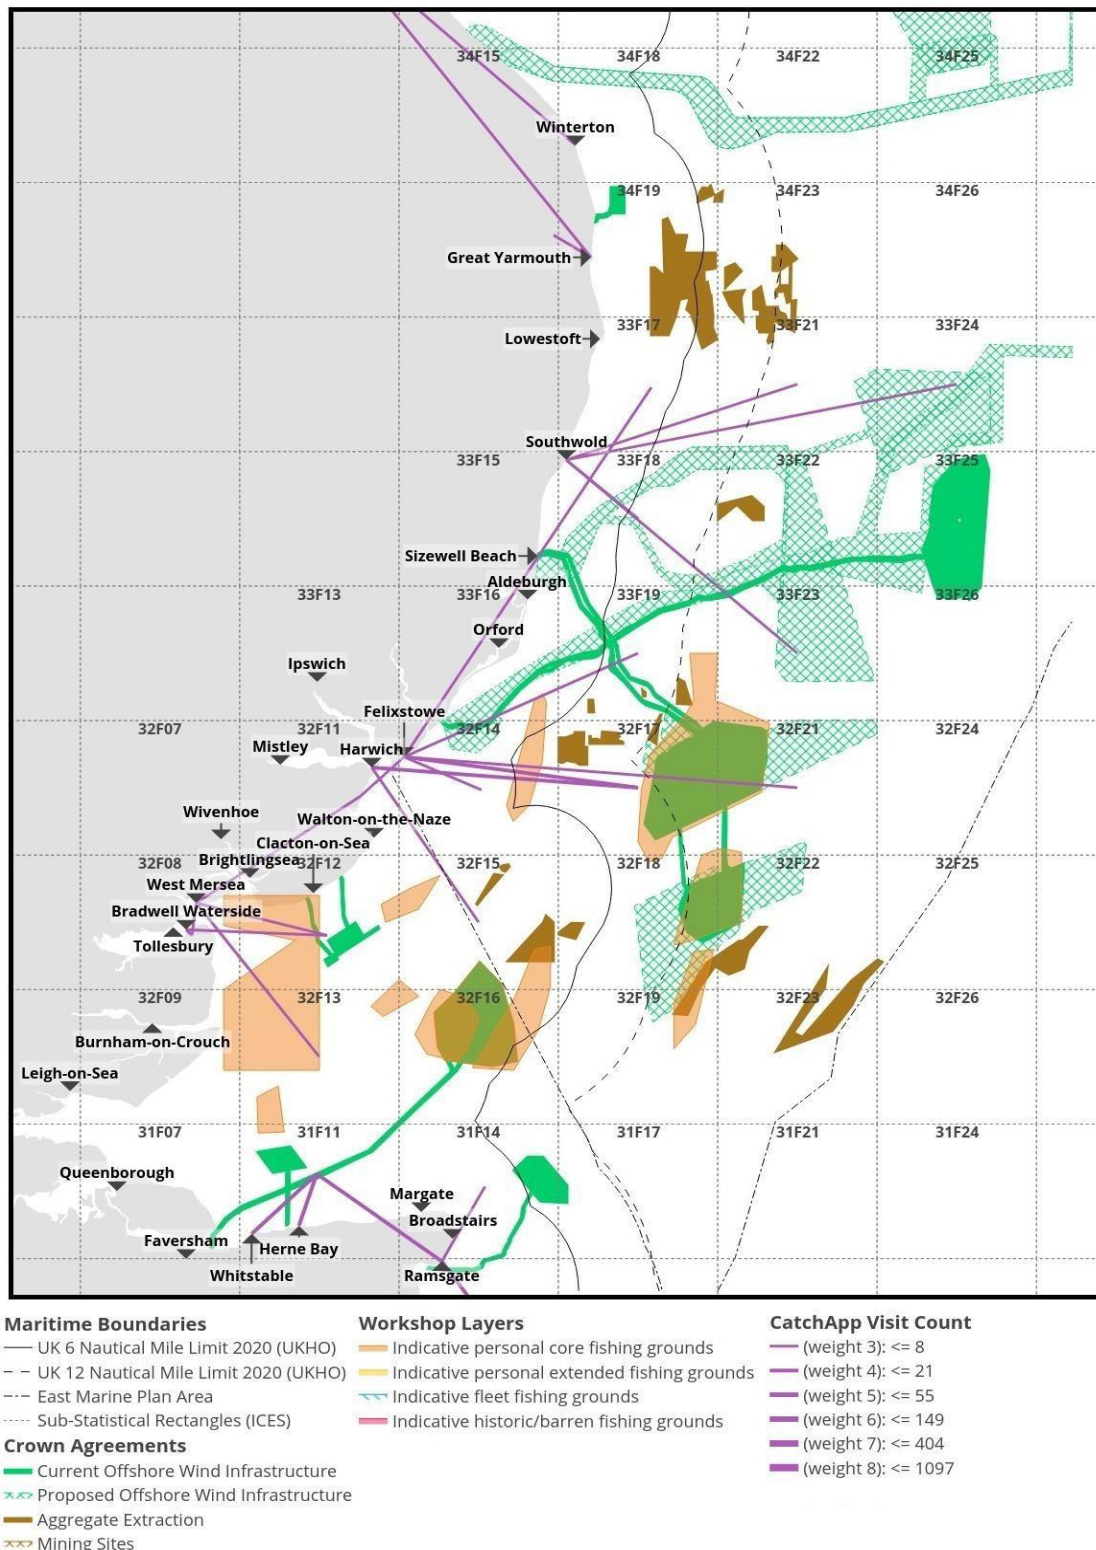 34F15 34F18 34F22 34F25
Winterton
34F19 34F23 34F26
Great Yarmouth
33F17 33F21 33F24
Lowestoft
Southwold
33F15 33F18 33F22 33F25
Sizewell Beach
Aldeburgh
33F13 33F16 33F19 33F23 33F26
Orford
Ipswich
Felixstowe
32F07 32F11 32F14 32F17 32F21 32F24
Mistley
Harwich
Wivenhoe
Walton-on-the-Naze
Clacton-on-Sea
Brightlingsea
32F08 32F12 32F15 32F18 32F22 32F25
West Mersea
Bradwell Waterside
Tollesbury
32F09 32F13 32F16 32F19 32F23 32F26
Burnham-on-Crouch
Leigh-on-Sea
31F07 31F11 31F14 31F17 31F21 31F24
Queenborough
Margate
Broadstairs
Faversham
Herne Bay
Whitstable
Ramsgate
Maritime Boundaries
UK 6 Nautical Mile Limit 2020 (UKHO)
UK 12 Nautical Mile Limit 2020 (UKHO)
East Marine Plan Area
Sub-Statistical Rectangles (ICES)
Crown Agreements
Current Offshore Wind Infrastructure
Proposed Offshore Wind Infrastructure
Aggregate Extraction
Mining Sites
Workshop Layers
Indicative personal core fishing grounds
Indicative personal extended fishing grounds
Indicative fleet fishing grounds
Indicative historic/barren fishing grounds
CatchApp Visit Count
(weight 3): <= 8
(weight 4): <= 21
(weight 5): <= 55
(weight 6): <= 149
(weight 7): <= 404
(weight 8): <= 1097